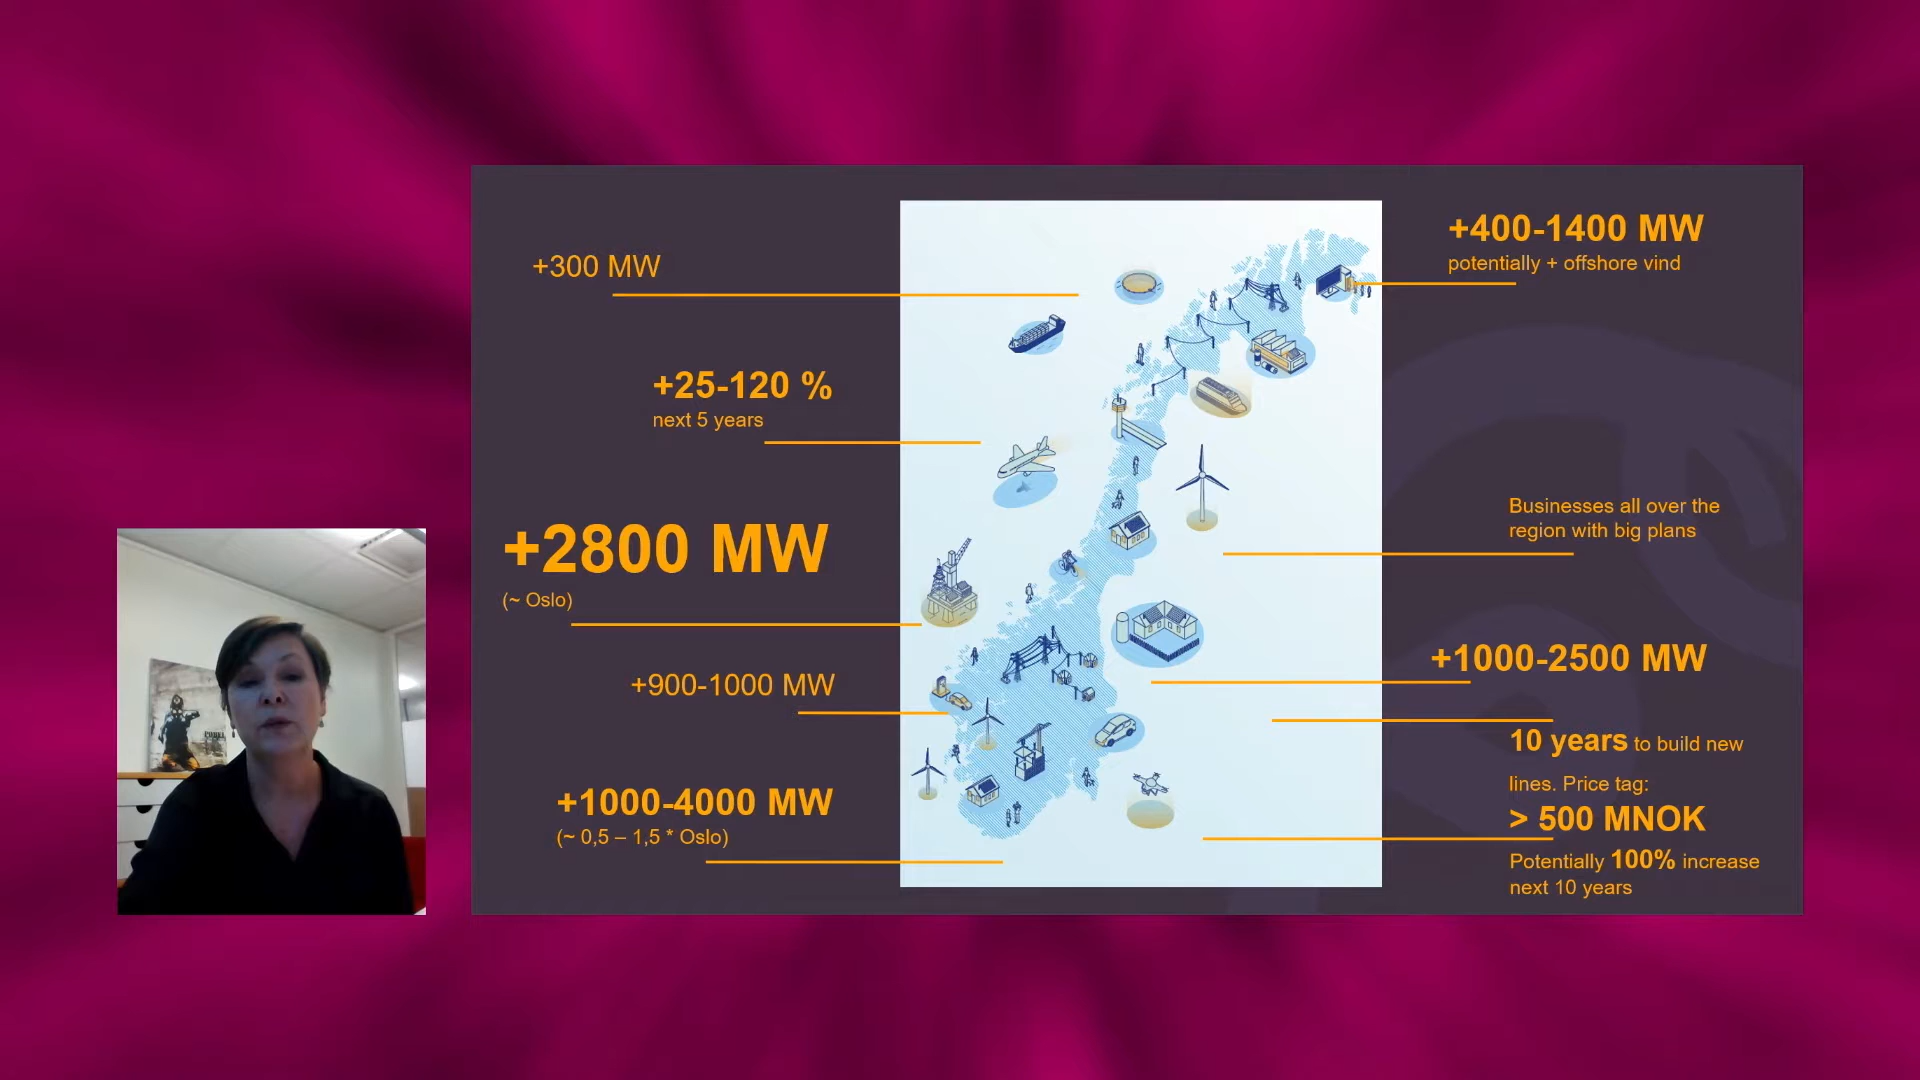 +300 MW
+25-120 %
next 5 years
+2800 MW
(~ Oslo)
+900-1000 MW
+1000-4000 MW
(~ 0,5 – 1,5 * Oslo)
+400-1400 MW
potentially + offshore vind
Businesses all over the
region with big plans
+1000-2500 MW
10 years to build new
lines. Price tag:
> 500 MNOK
Potentially 100% increase
next 10 years